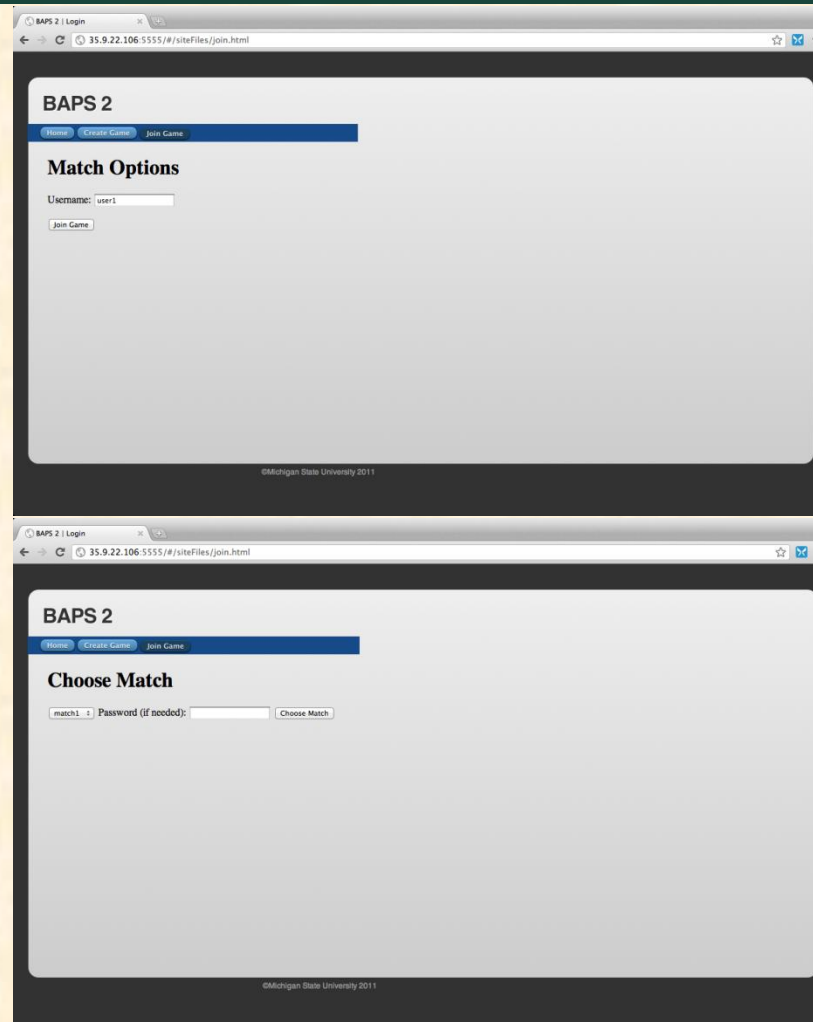 BAPS 2 | Login
35.9.22.106:5555/#/siteFiles/join.html
BAPS 2
Home Create Game Join Game
Match Options
Username: user1
Join Game
©Michigan State University 2011
BAPS 2 | Login
35.9.22.106:5555/#/siteFiles/join.html
BAPS 2
Home Create Game Join Game
Choose Match
match1 Password (if needed): Choose Match
©Michigan State University 2011